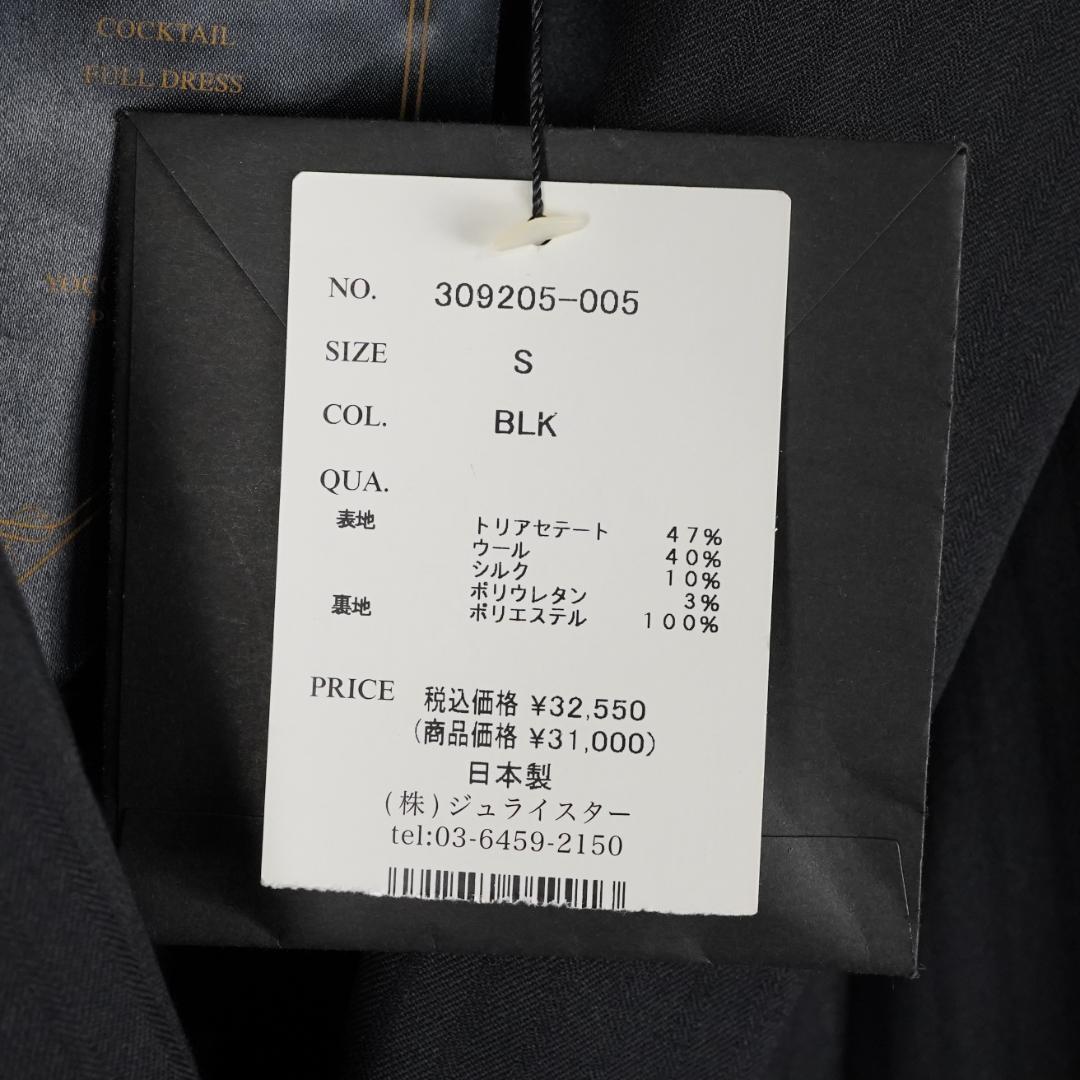 COCKTAIL
FULL DRESS
NO. 309205-005
SIZE S
COL. BLK
QUA.
表地 トリアセテート 47%
ウール 40%
シルク 10%
ポリウレタン 3%
裏地 ポリエステル 100%
PRICE 税込価格 ¥32,550
(商品価格 ¥31,000)
日本製
(株)ジュライスター
tel:03-6459-2150